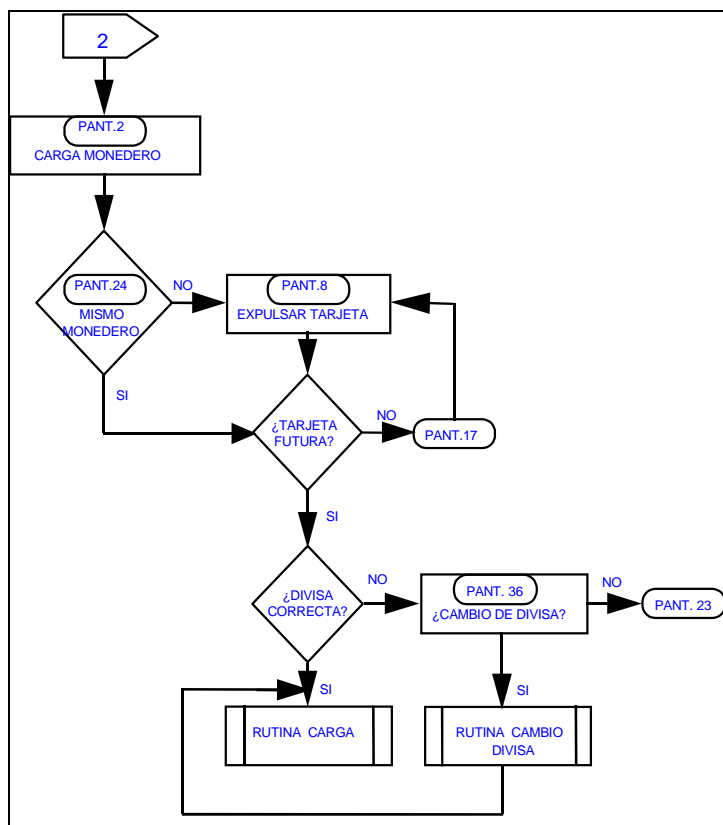 2
PANT.2
CARGA MONEDERO
PANT.24
MISMO
MONEDERO
NO
PANT.8
EXPULSAR TARJETA
SI
¿TARJETA
FUTURA?
NO
PANT.17
SI
¿DIVISA
CORRECTA?
NO
PANT. 36
¿CAMBIO DE DIVISA?
NO
PANT. 23
SI
SI
RUTINA CARGA
RUTINA CAMBIO
DIVISA